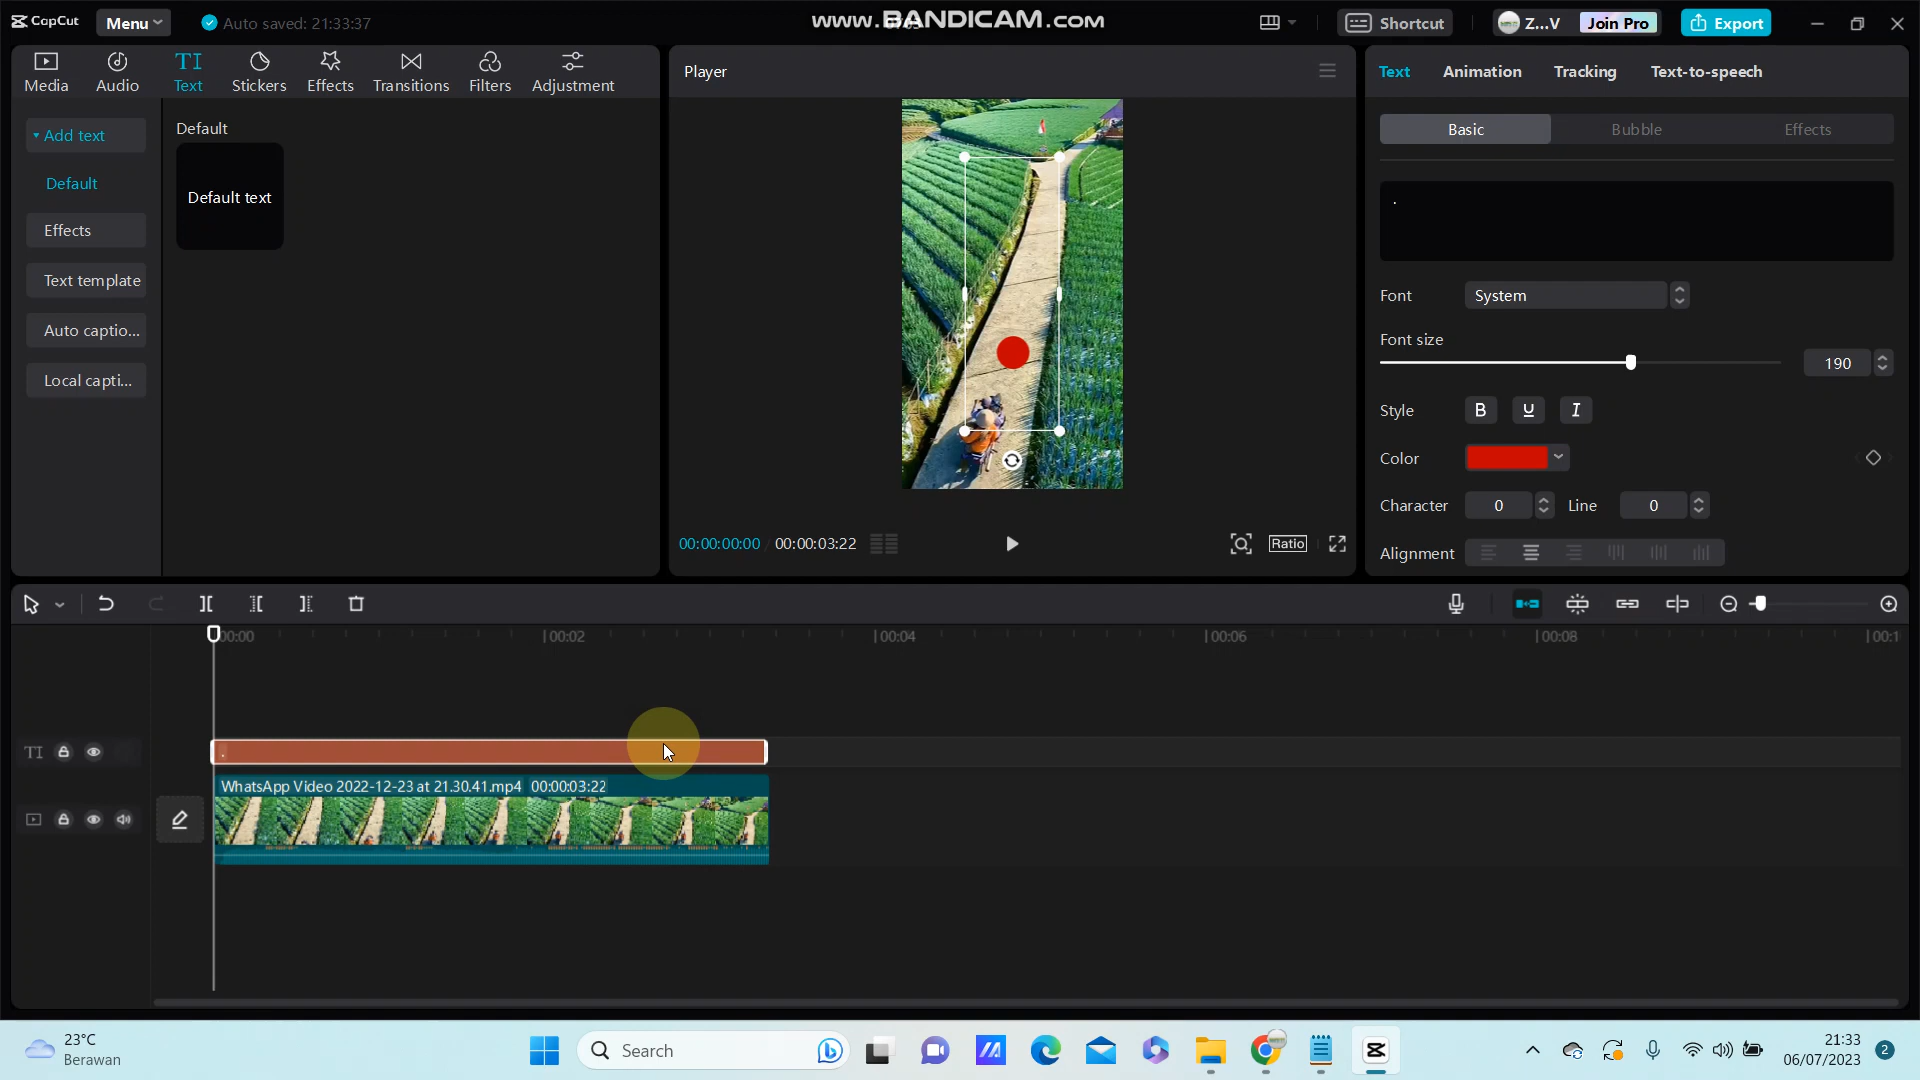 CapCut
Menu
Auto saved: 21:33:37
www.BANDICAM.com
Shortcut
Z...V
Join Pro
Export
Media
Audio
TI
Text
Stickers
Effects
Transitions
Filters
Adjustment
Add text
Default
Effects
Text template
Auto captio...
Local capti...
Default
Default text
Player
00:00:00:00 / 00:00:03:22
Ratio
Text
Animation
Tracking
Text-to-speech
Basic
Bubble
Effects
.
Font
System
Font size
190
Style
B U I
Color
Character
0
Line
0
Alignment
00:00
00:02
00:04
00:06
00:08
00:1
TI
.
WhatsApp Video 2022-12-23 at 21.30.41.mp4 00:00:03:22
23°C
Berawan
Search
21:33
06/07/2023
2